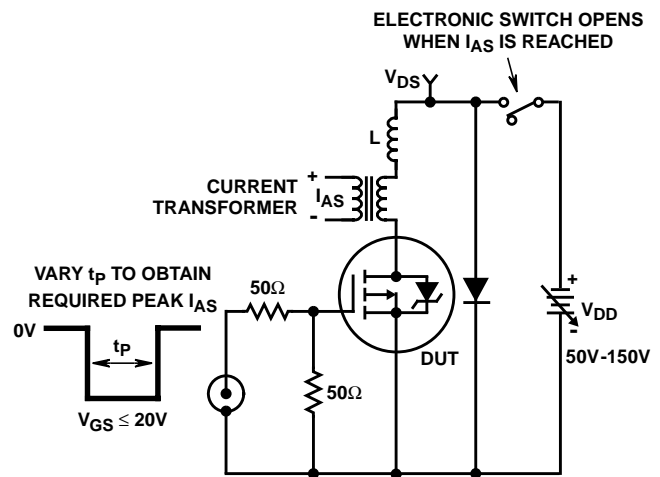 ELECTRONIC SWITCH OPENS
WHEN IAS IS REACHED
VDS
L
+
CURRENT
TRANSFORMER
IAS
-
VARY tP TO OBTAIN
REQUIRED PEAK IAS
50Ω
+
VDD
-
0V
tP
DUT
50V-150V
50Ω
VGS ≤ 20V